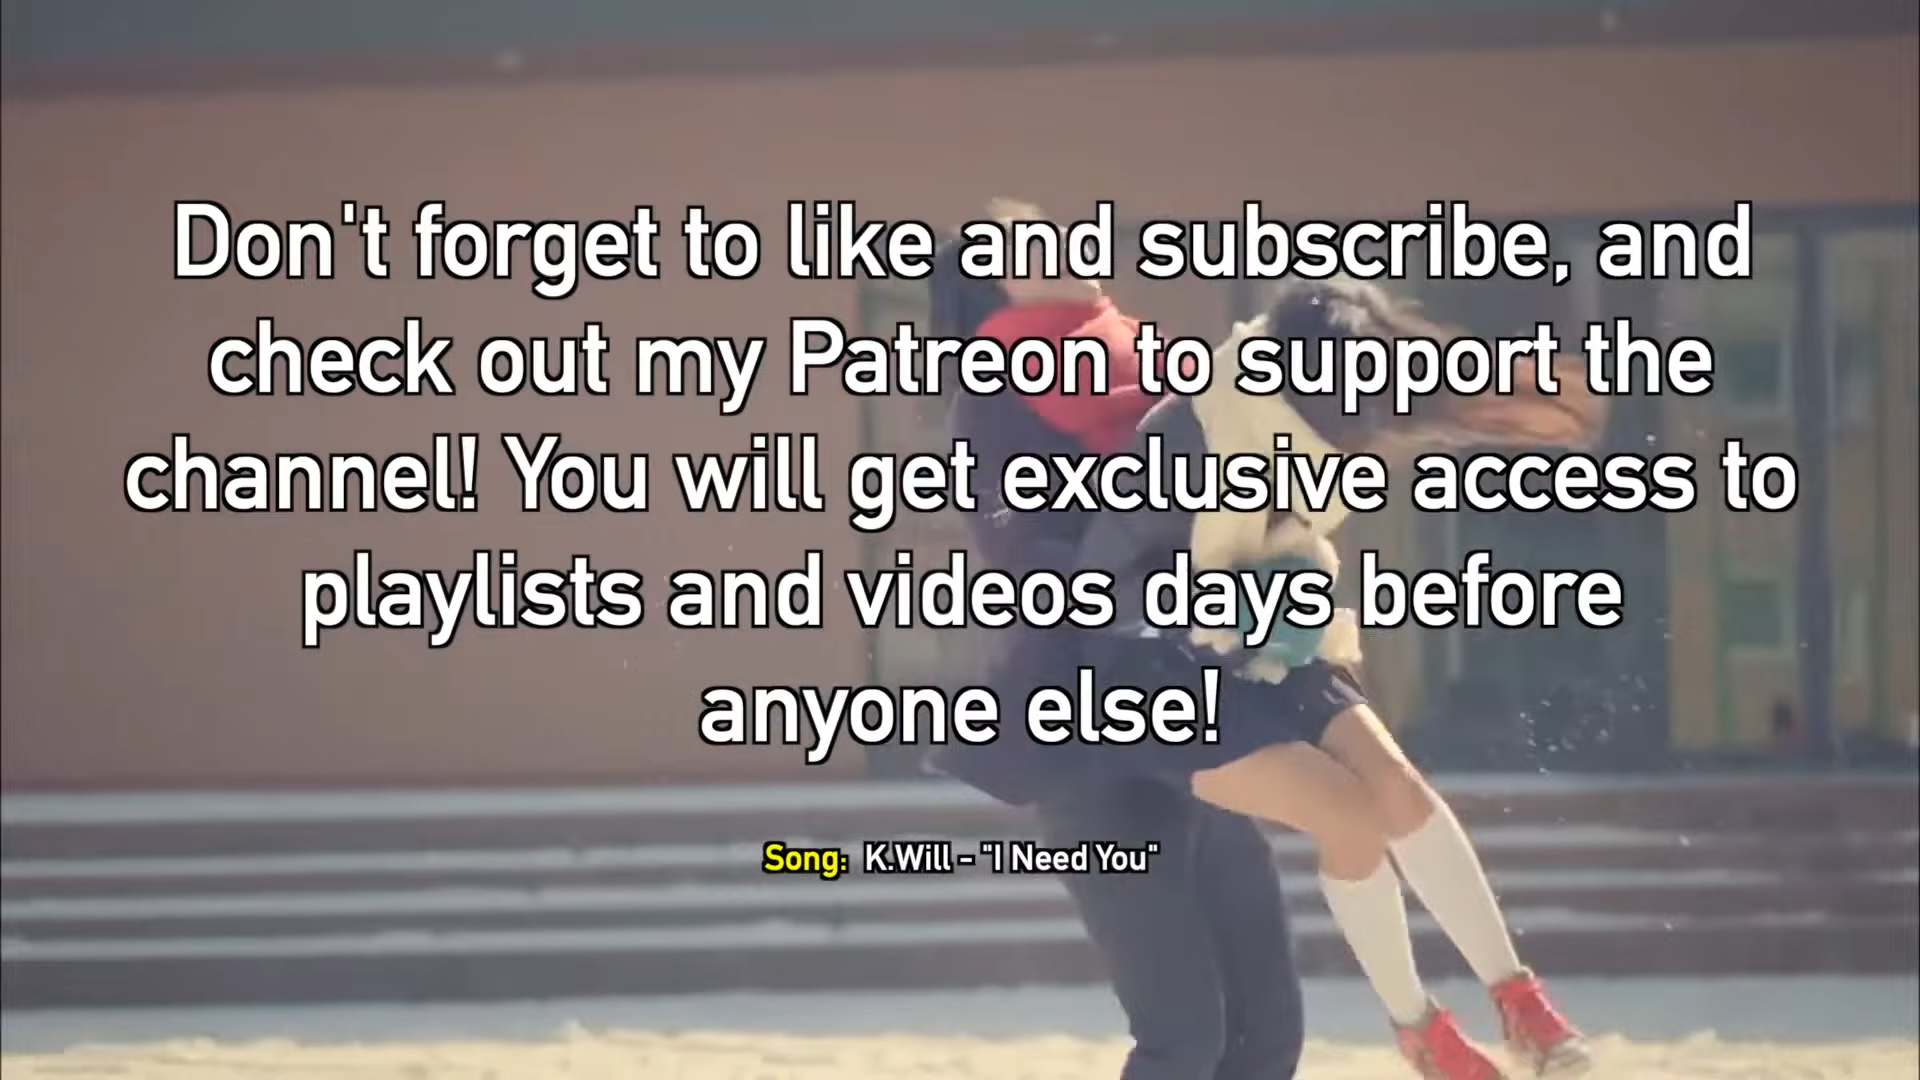 Don't forget to like and subscribe, and
check out my Patreon to support the
channel! You will get exclusive access to
playlists and videos days before
anyone else!
Song: K.Will - "I Need You"